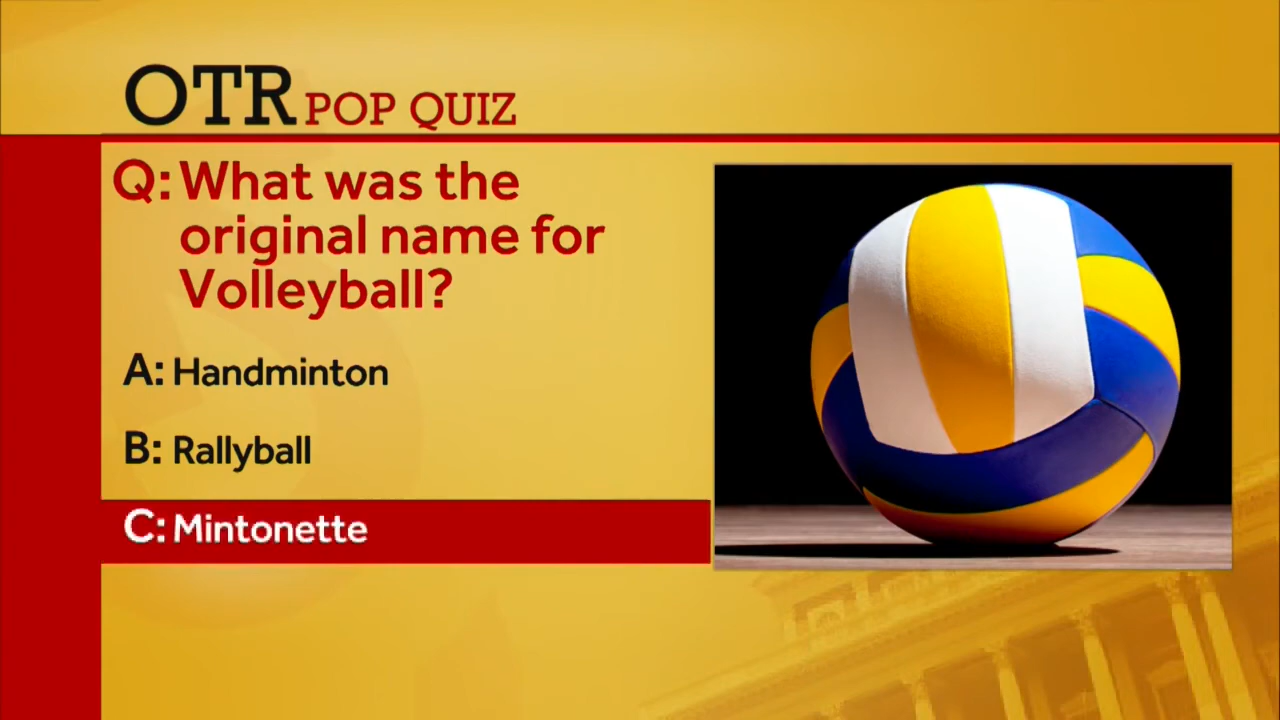 OTR POP QUIZ
Q: What was the
original name for
Volleyball?
A: Handminton
B: Rallyball
C: Mintonette